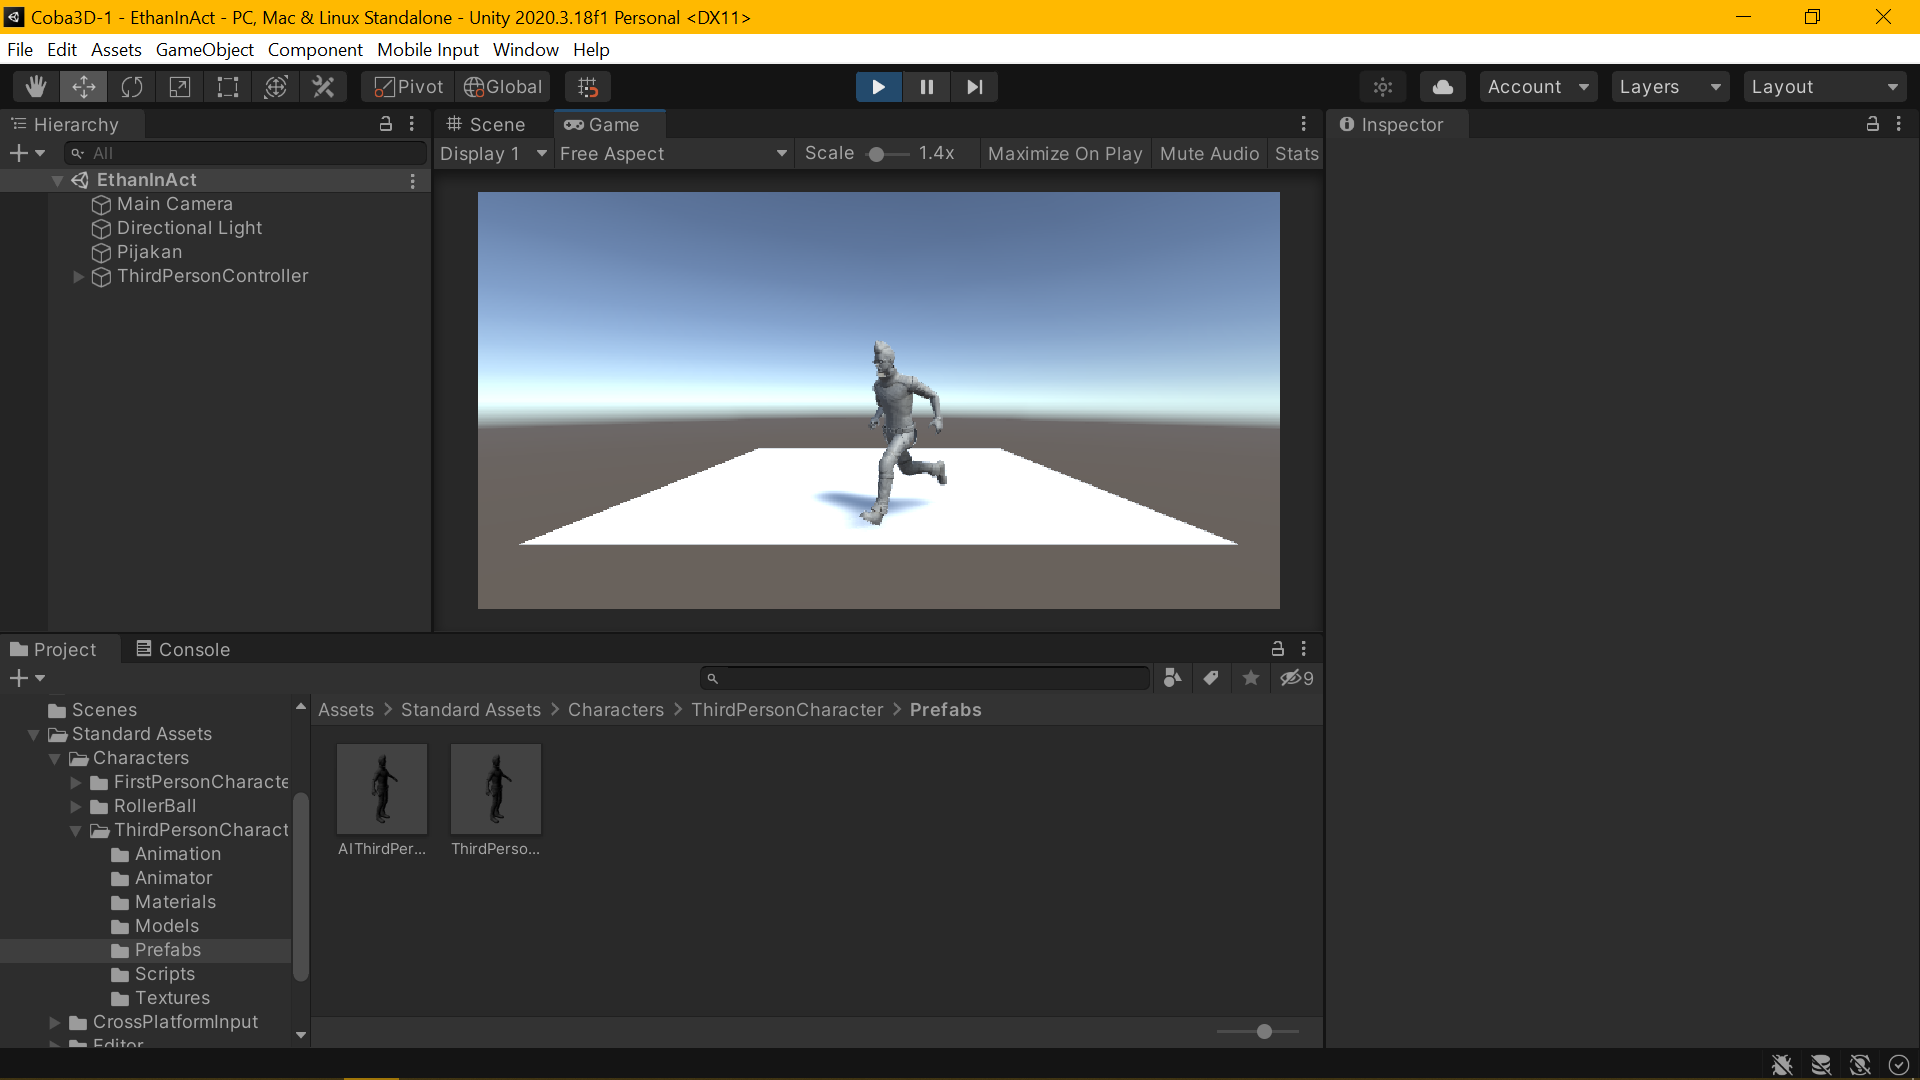 Coba3D-1 - EthanInAct - PC, Mac & Linux Standalone - Unity 2020.3.18f1 Personal <DX11>
File Edit Assets GameObject Component Mobile Input Window Help
Pivot Global Account Layers Layout
Hierarchy
All
EthanInAct
Main Camera
Directional Light
Pijakan
ThirdPersonController
Scene Game
Display 1 Free Aspect Scale 1.4x Maximize On Play Mute Audio Stats
Inspector
Project Console
9
Scenes
Standard Assets
Characters
FirstPersonCharacte
RollerBall
ThirdPersonCharact
Animation
Animator
Materials
Models
Prefabs
Scripts
Textures
CrossPlatformInput
Editor
Assets > Standard Assets > Characters > ThirdPersonCharacter > Prefabs
AIThirdPer... ThirdPerso...